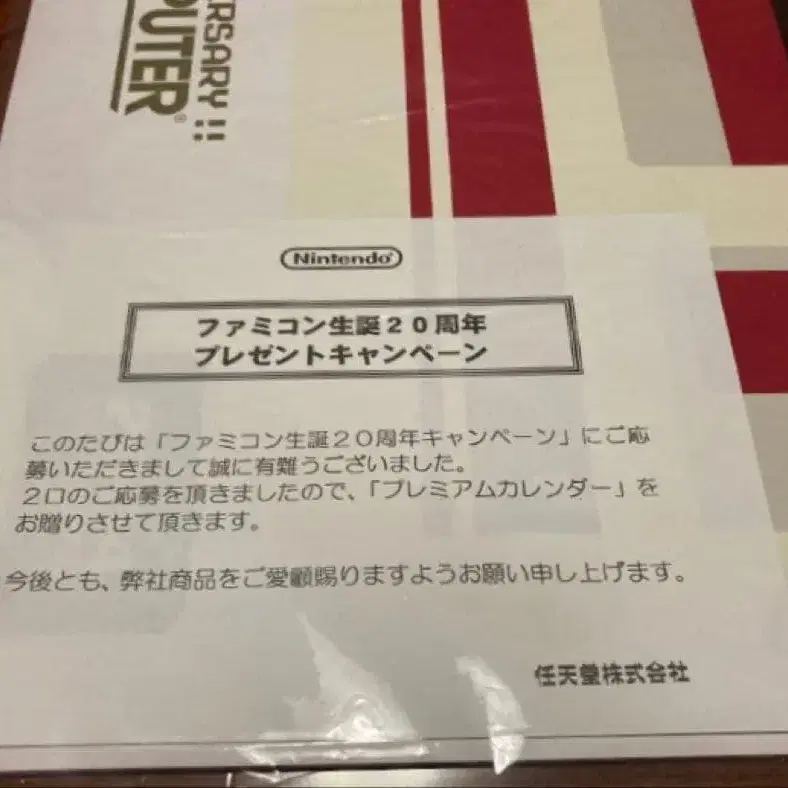 ERSARY !!
PUTER®
Nintendo®
ファミコン生誕２０周年
プレゼントキャンペーン
このたびは「ファミコン生誕２０周年キャンペーン」にご応
募いただきまして誠に有難うございました。
２口のご応募を頂きましたので、「プレミアムカレンダー」を
お贈りさせて頂きます。
今後とも、弊社商品をご愛顧賜りますようお願い申し上げます。
任天堂株式会社